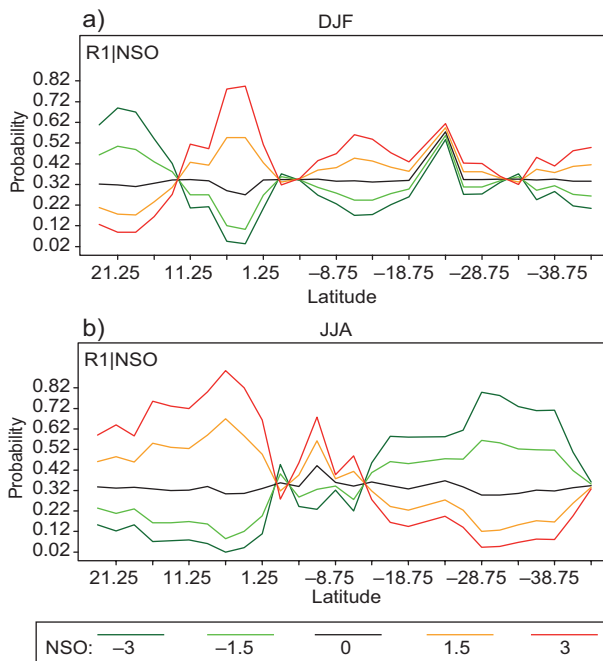 a) DJF
R1|NSO
Probability
0.82
0.72
0.62
0.52
0.42
0.32
0.22
0.12
0.02
21.25 11.25 1.25 –8.75 –18.75 –28.75 –38.75
Latitude
b) JJA
R1|NSO
Probability
0.82
0.72
0.62
0.52
0.42
0.32
0.22
0.12
0.02
21.25 11.25 1.25 –8.75 –18.75 –28.75 –38.75
Latitude
NSO: –3 –1.5 0 1.5 3